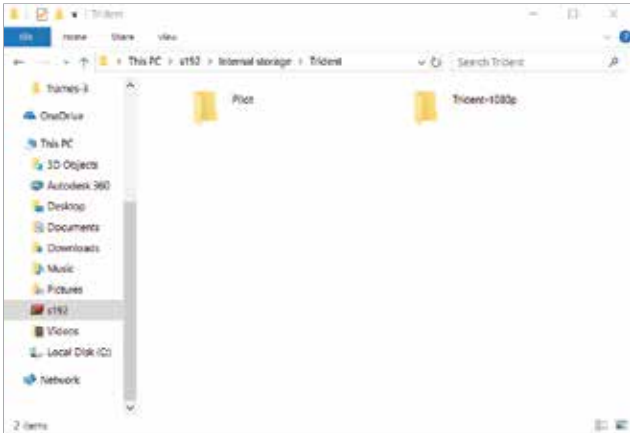 Trident
File Home Share View
This PC > s192 > Internal storage > Trident
Search Trident
frames-3
OneDrive
This PC
3D Objects
Autodesk 360
Desktop
Documents
Downloads
Music
Pictures
s192
Videos
Local Disk (C:)
Network
Pilot
Trident-1080p
2 items